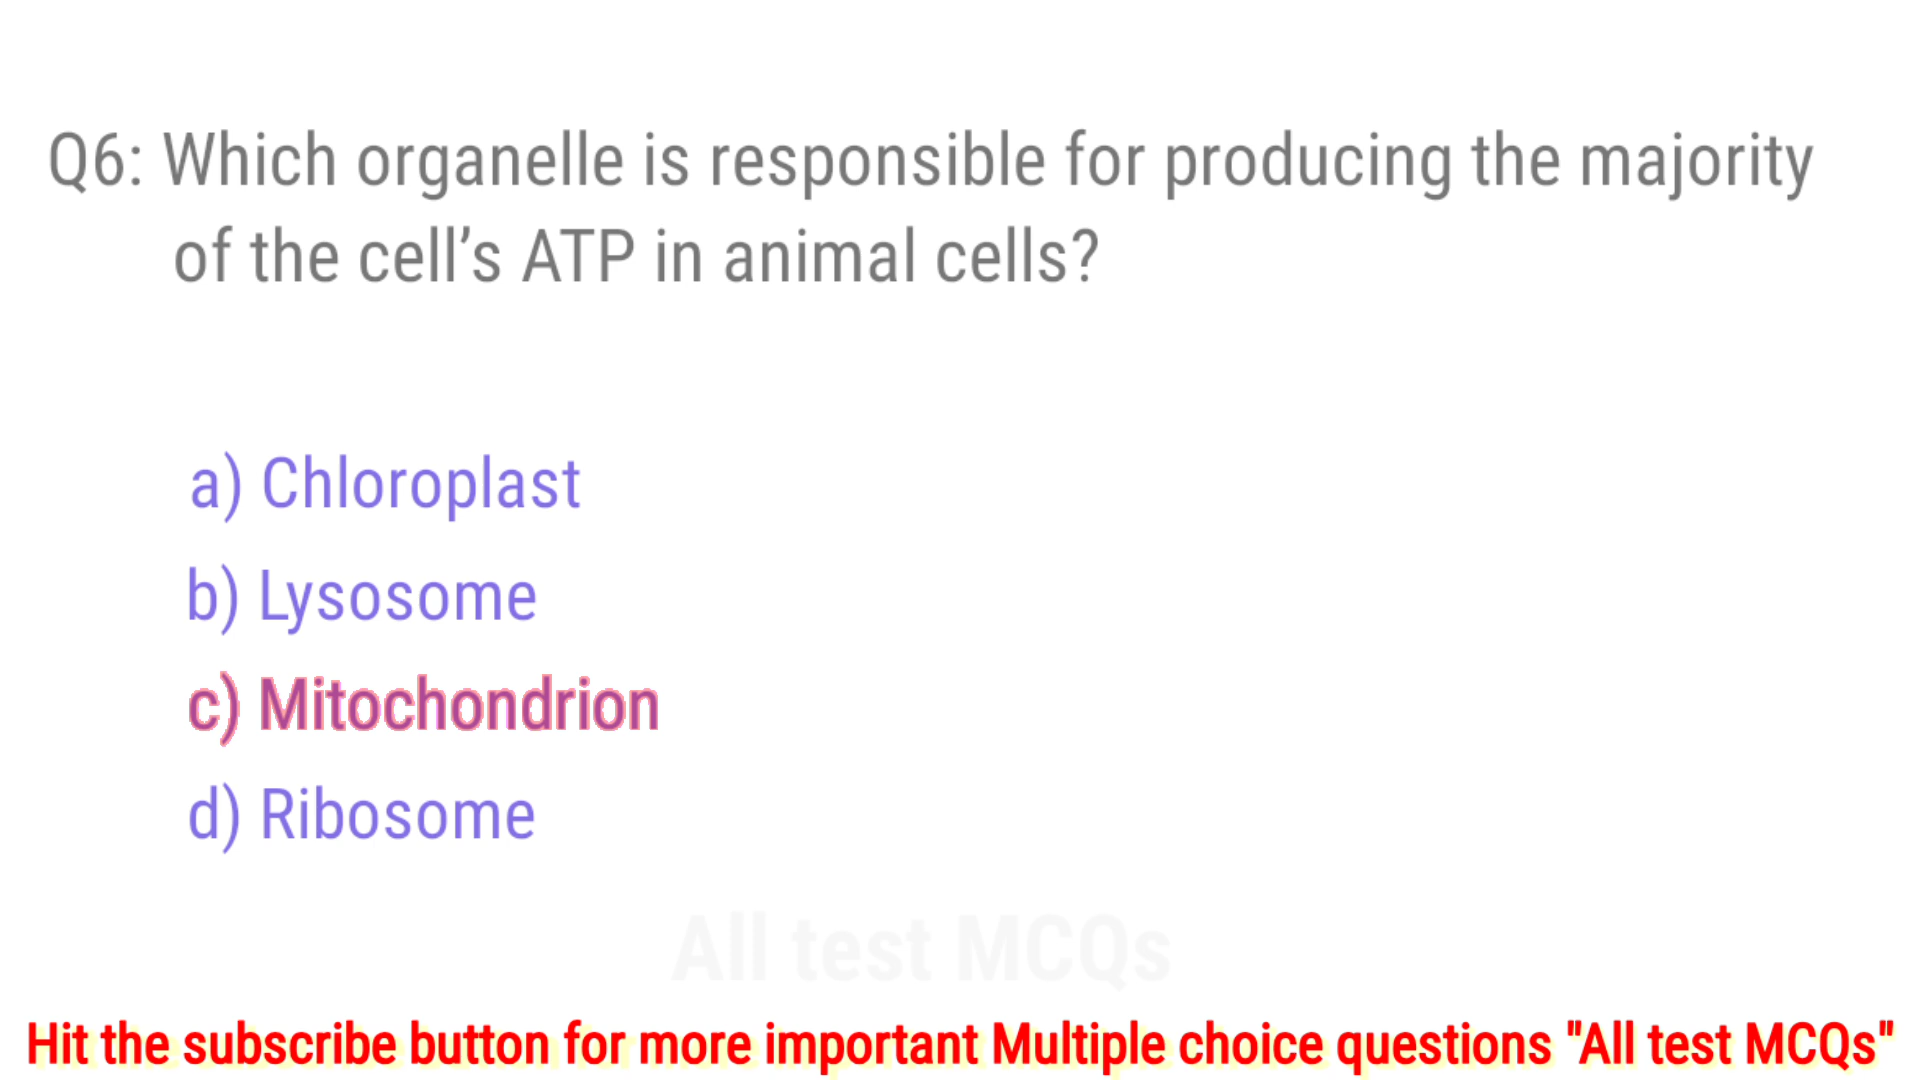 Q6: Which organelle is responsible for producing the majority
of the cell’s ATP in animal cells?
a) Chloroplast
b) Lysosome
c) Mitochondrion
d) Ribosome
All test MCQs
Hit the subscribe button for more important Multiple choice questions "All test MCQs"